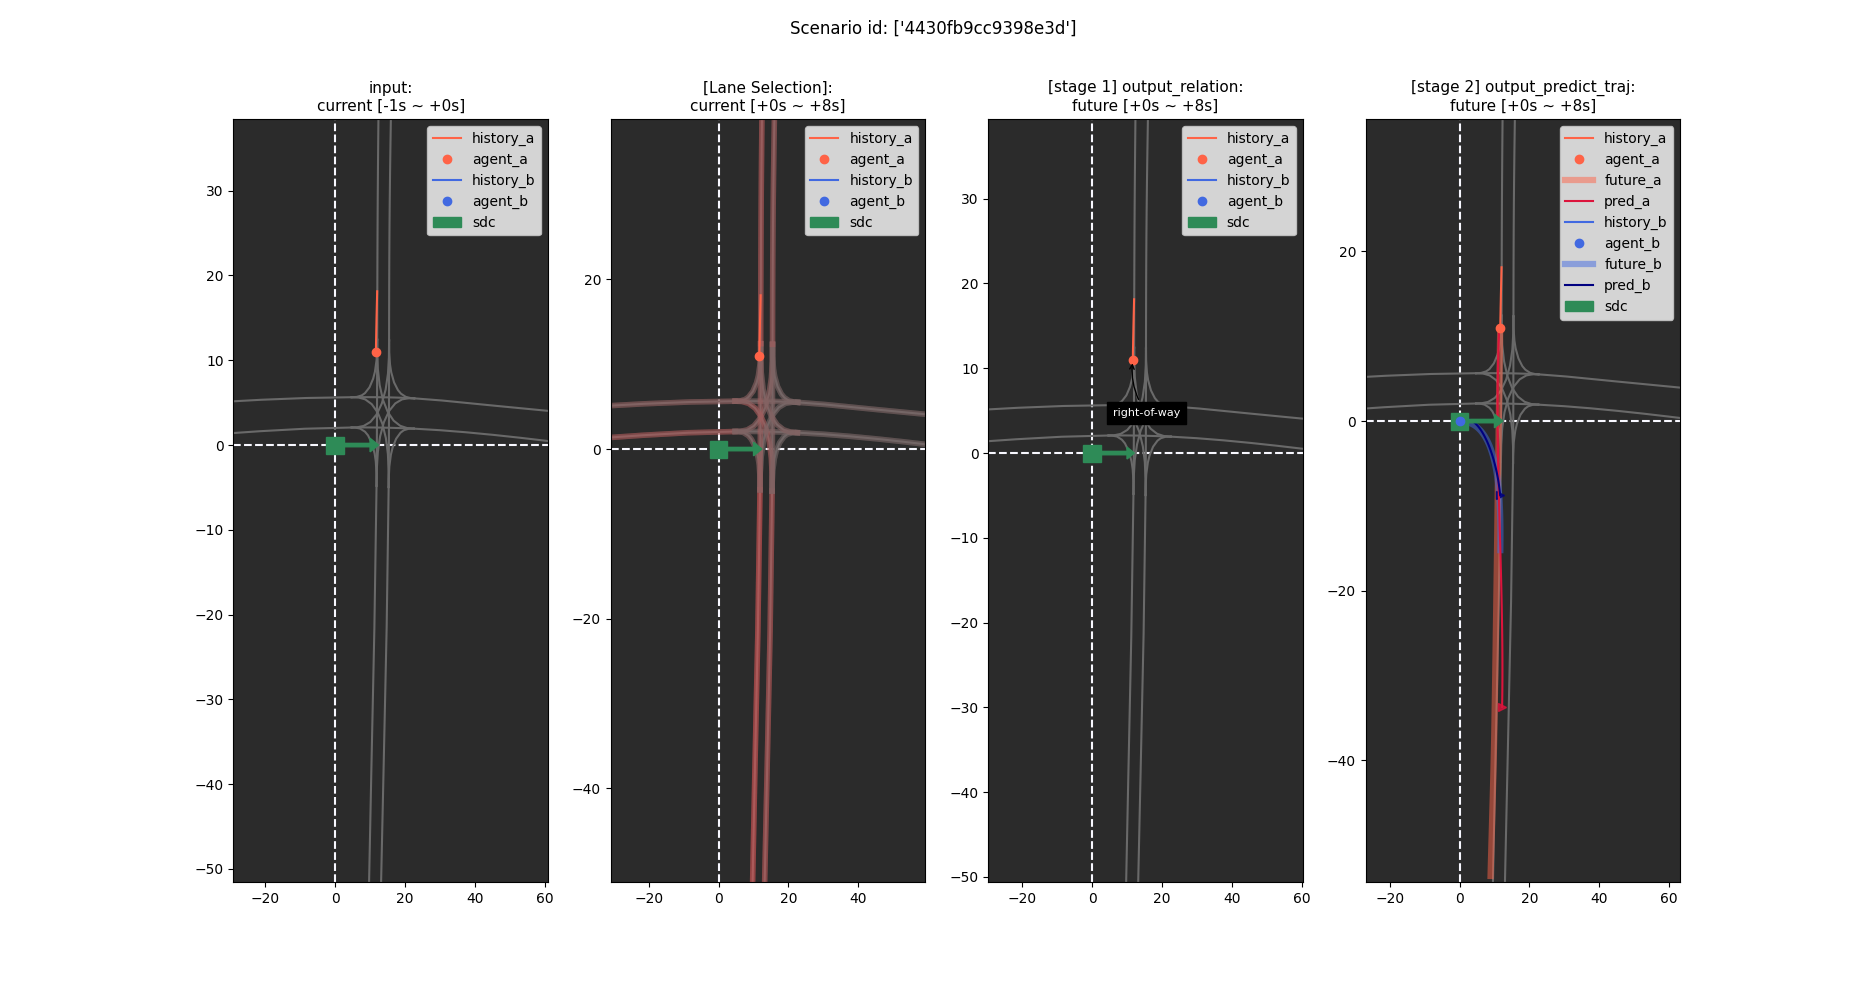 Scenario id: ['4430fb9cc9398e3d']
input:
current [-1s ~ +0s]
history_a
agent_a
history_b
agent_b
sdc
30
20
10
0
−10
−20
−30
−40
−50
−20
0
20
40
60
[Lane Selection]:
current [+0s ~ +8s]
history_a
agent_a
history_b
agent_b
sdc
20
0
−20
−40
−20
0
20
40
[stage 1] output_relation:
future [+0s ~ +8s]
history_a
agent_a
history_b
agent_b
sdc
right-of-way
30
20
10
0
−10
−20
−30
−40
−50
−20
0
20
40
60
[stage 2] output_predict_traj:
future [+0s ~ +8s]
history_a
agent_a
future_a
pred_a
history_b
agent_b
future_b
pred_b
sdc
20
0
−20
−40
−20
0
20
40
60